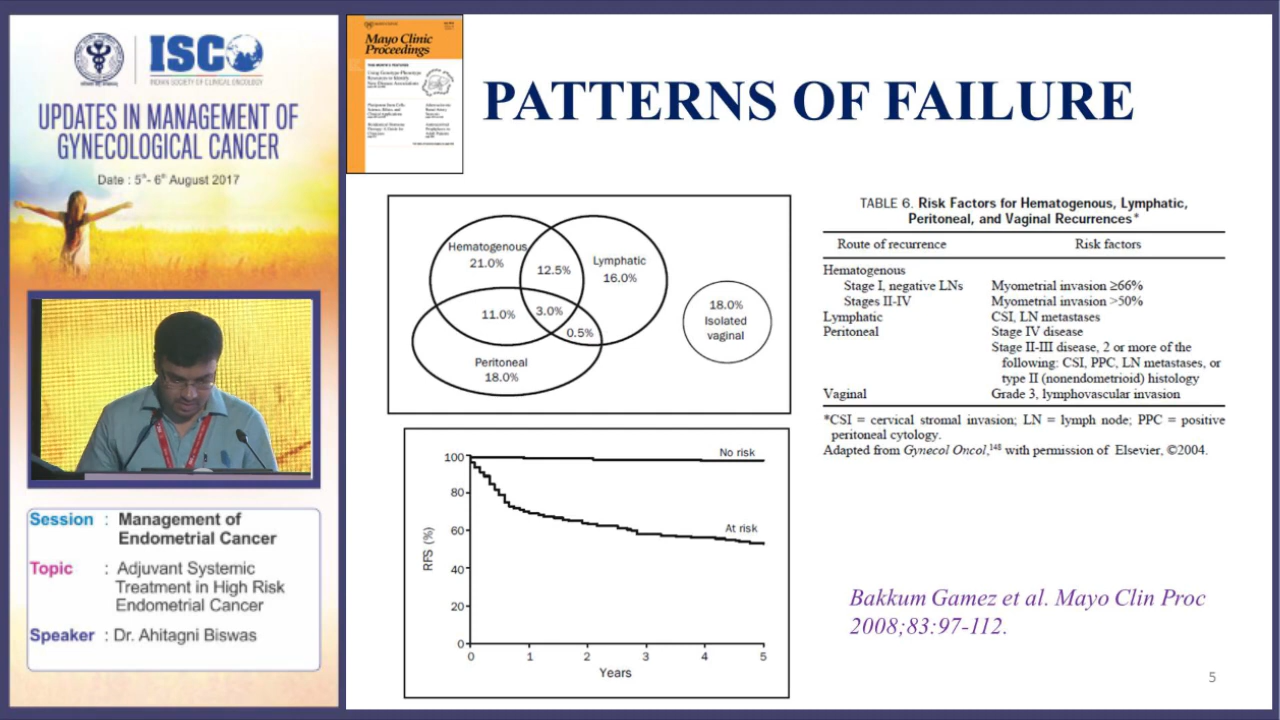 ISCO
INDIAN SOCIETY OF CLINICAL ONCOLOGY
UPDATES IN MANAGEMENT OF
GYNECOLOGICAL CANCER
Date : 5th- 6th August 2017
Session : Management of
Endometrial Cancer
Topic : Adjuvant Systemic
Treatment in High Risk
Endometrial Cancer
Speaker : Dr. Ahitagni Biswas
Mayo Clinic
Proceedings
PATTERNS OF FAILURE
Hematogenous
21.0%
12.5%
Lymphatic
16.0%
11.0%
3.0%
0.5%
Peritoneal
18.0%
18.0%
Isolated
vaginal
RFS (%)
100
80
60
40
20
0
No risk
At risk
0 1 2 3 4 5
Years
TABLE 6. Risk Factors for Hematogenous, Lymphatic,
Peritoneal, and Vaginal Recurrences*
Route of recurrence Risk factors
Hematogenous
Stage I, negative LNs Myometrial invasion ≥66%
Stages II-IV Myometrial invasion >50%
Lymphatic CSI, LN metastases
Peritoneal Stage IV disease
Stage II-III disease, 2 or more of the
following: CSI, PPC, LN metastases, or
type II (nonendometrioid) histology
Vaginal Grade 3, lymphovascular invasion
*CSI = cervical stromal invasion; LN = lymph node; PPC = positive
peritoneal cytology.
Adapted from Gynecol Oncol,148 with permission of Elsevier, ©2004.
Bakkum Gamez et al. Mayo Clin Proc
2008;83:97-112.
5